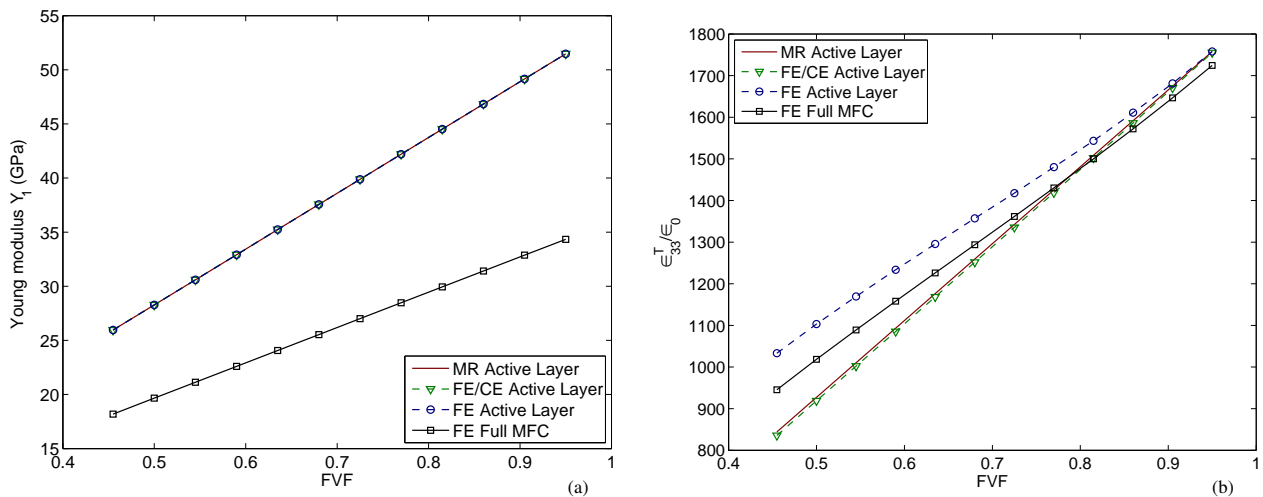 55
50
45
40
35
30
25
20
15
0.4
0.5
0.6
0.7
0.8
0.9
1
Young modulus Y1 (GPa)
FVF
(a)
MR Active Layer
FE/CE Active Layer
FE Active Layer
FE Full MFC
1800
1700
1600
1500
1400
1300
1200
1100
1000
900
800
0.4
0.5
0.6
0.7
0.8
0.9
1
∈33^T/∈0
FVF
(b)
MR Active Layer
FE/CE Active Layer
FE Active Layer
FE Full MFC